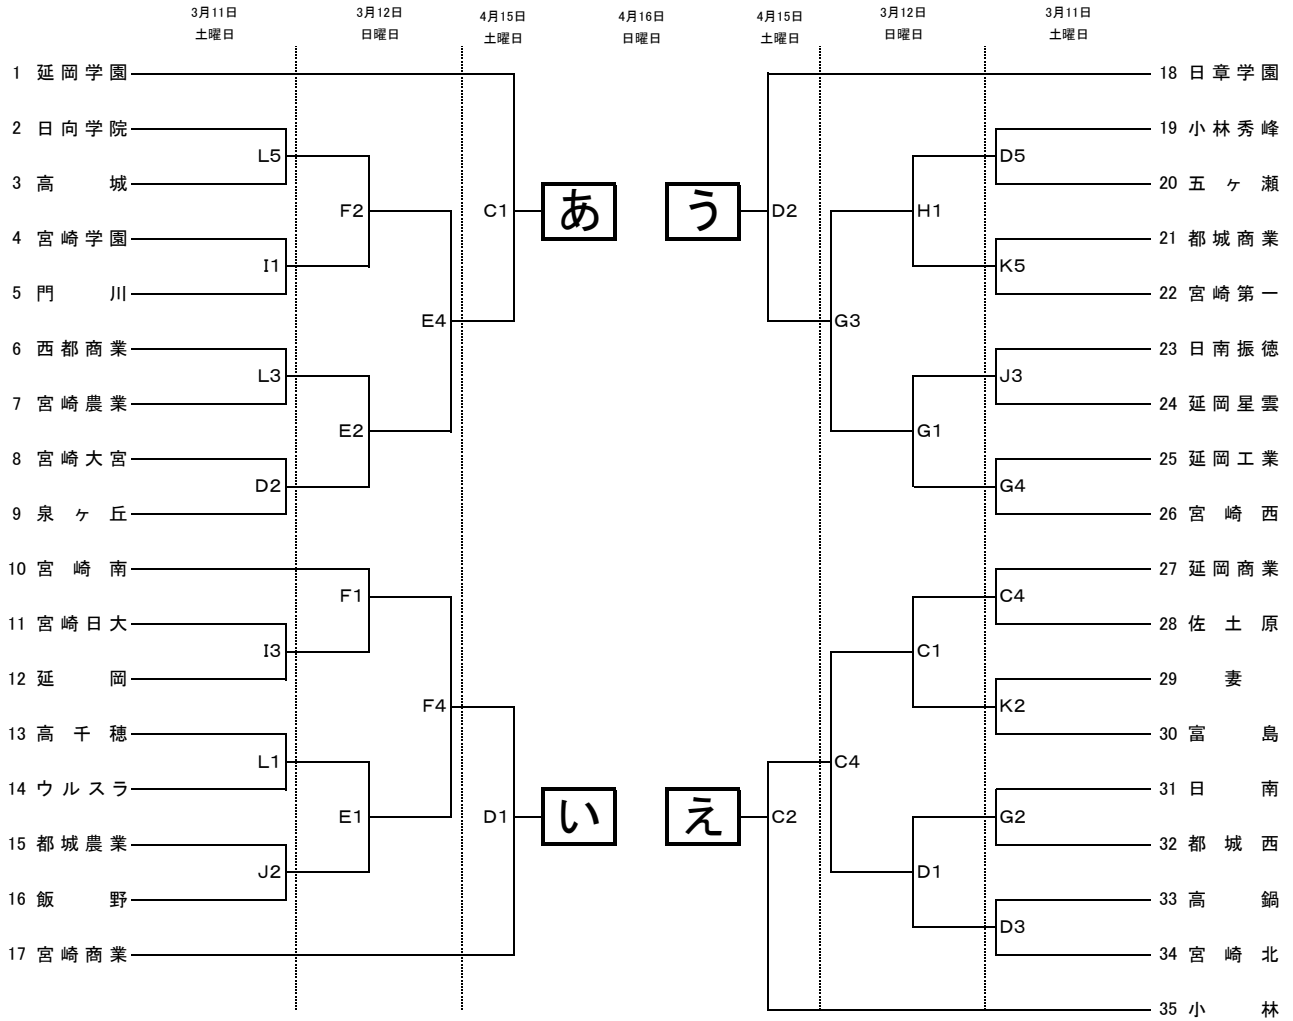 3月11日 3月12日 4月15日 4月16日 4月15日 3月12日 3月11日
土曜日 日曜日 土曜日 日曜日 土曜日 日曜日 土曜日
1 延岡学園 18 日章学園
2 日向学院 19 小林秀峰
L5 D5
3 高城 20 五ヶ瀬
F2 C1 あ う D2 H1
4 宮崎学園 21 都城商業
I1 K5
5 門川 22 宮崎第一
E4 G3
6 西都商業 23 日南振徳
L3 J3
7 宮崎農業 24 延岡星雲
E2 G1
8 宮崎大宮 25 延岡工業
D2 G4
9 泉ヶ丘 26 宮崎西
10 宮崎南 27 延岡商業
F1 C4
11 宮崎日大 28 佐土原
I3 C1
12 延岡 29 妻
F4 K2
13 高千穂 30 富島
L1 C4
14 ウルスラ 31 日南
E1 D1 い え C2 G2
15 都城農業 32 都城西
J2 D1
16 飯野 33 高鍋
D3
17 宮崎商業 34 宮崎北
35 小林